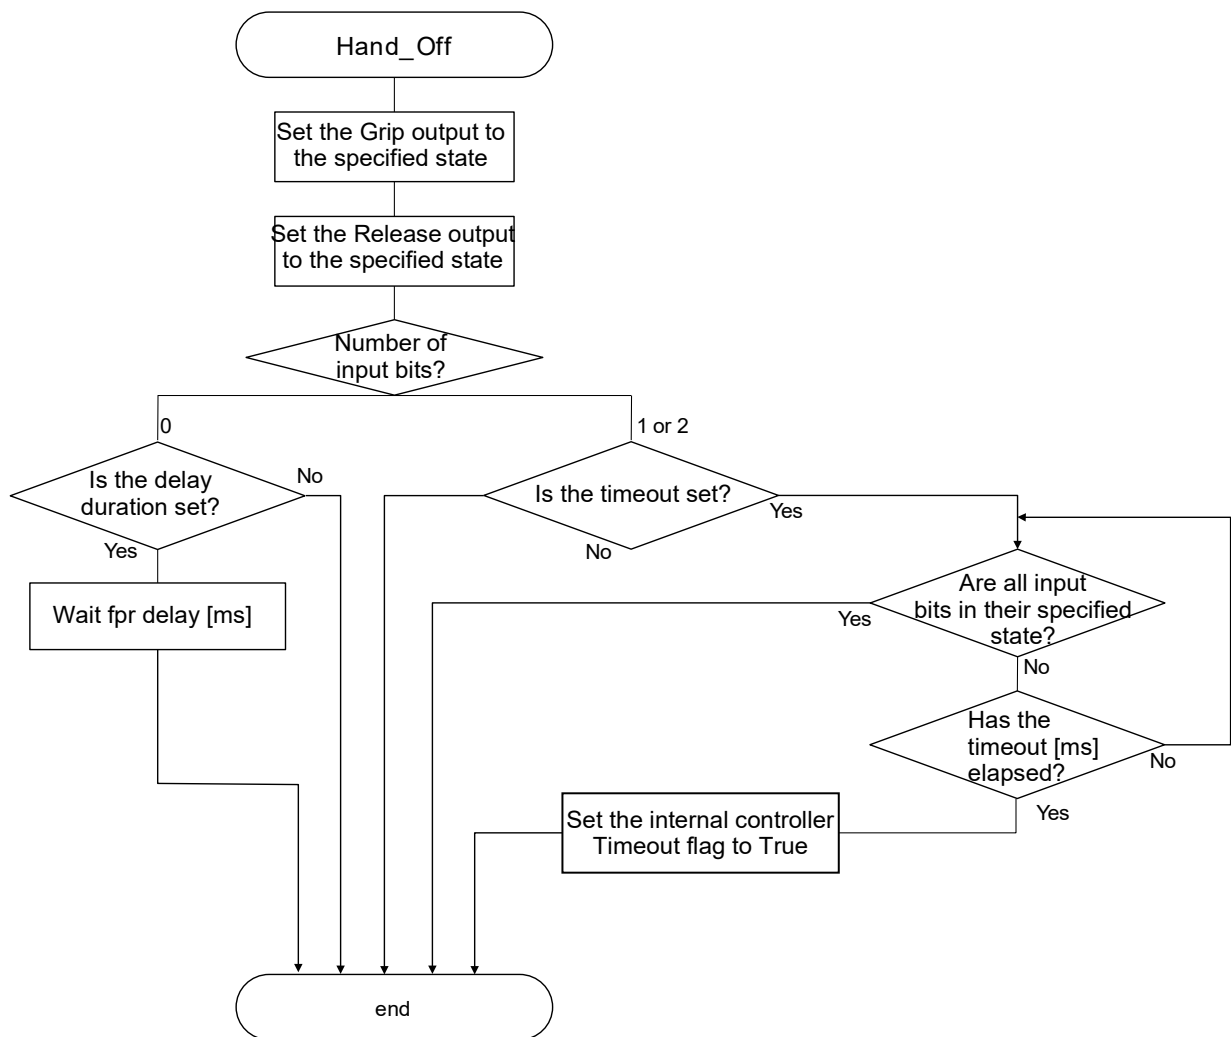 Hand_Off
Set the Grip output to
the specified state
Set the Release output
to the specified state
Number of
input bits?
0
1 or 2
Is the delay
duration set?
No
Yes
Is the timeout set?
Yes
No
Wait fpr delay [ms]
Are all input
bits in their specified
state?
Yes
No
Has the
timeout [ms]
elapsed?
No
Yes
Set the internal controller
Timeout flag to True
end